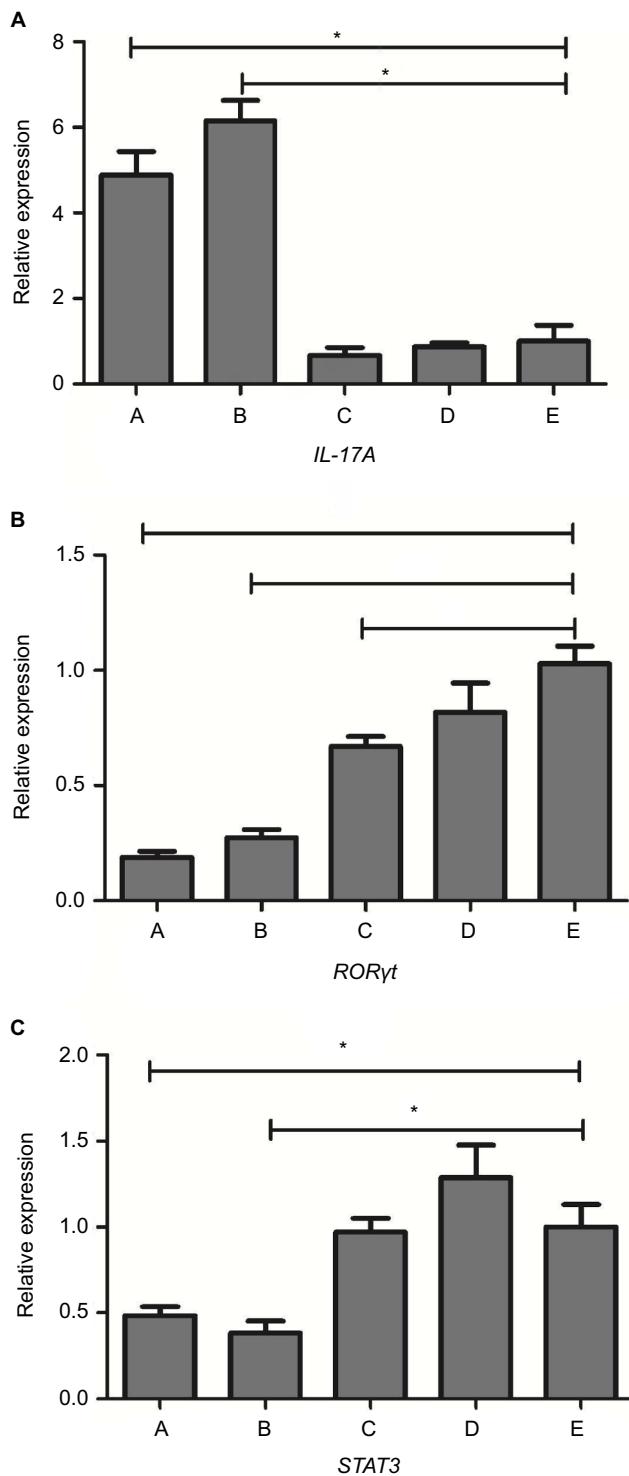 A
*
*
8
6
4
2
0
Relative expression
A B C D E
IL-17A
B
1.5
1.0
0.5
0.0
Relative expression
A B C D E
RORγt
C
*
*
2.0
1.5
1.0
0.5
0.0
Relative expression
A B C D E
STAT3